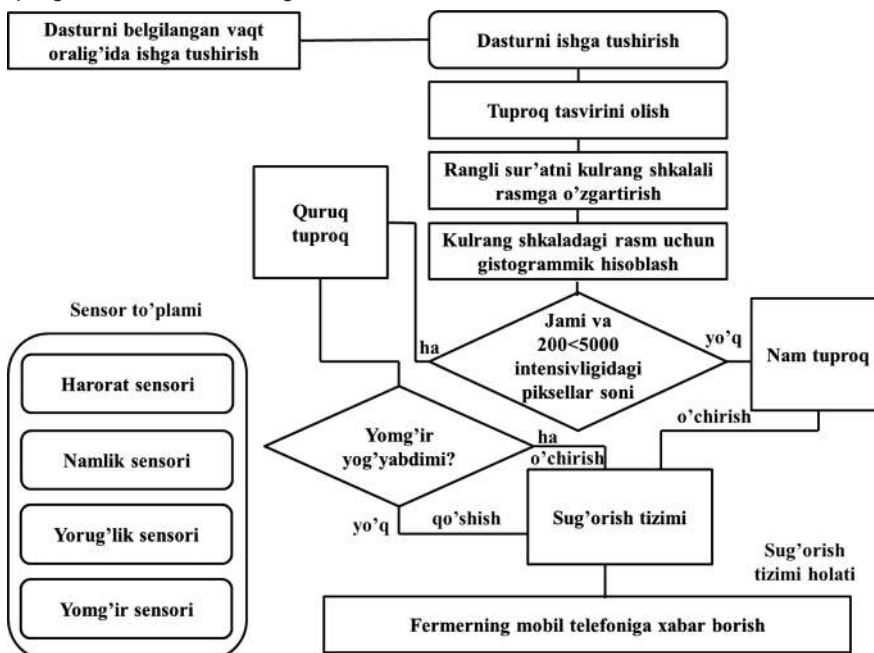 Dasturni belgilangan vaqt
oralig’ida ishga tushirish
Dasturni ishga tushirish
Tuproq tasvirini olish
Rangli sur’atni kulrang shkalali
rasmga o’zgartirish
Quruq
tuproq
Kulrang shkaladagi rasm uchun
gistogrammik hisoblash
Sensor to’plami
Jami va
200<5000
intensivligidagi
piksellar soni
ha
yo’q
Nam tuproq
Harorat sensori
Namlik sensori
Yorug’lik sensori
Yomg’ir sensori
Yomg’ir
yog’yabdimi?
ha
o’chirish
o’chirish
yo’q
qo’shish
Sug’orish tizimi
Sug’orish
tizimi holati
Fermerning mobil telefoniga xabar borish